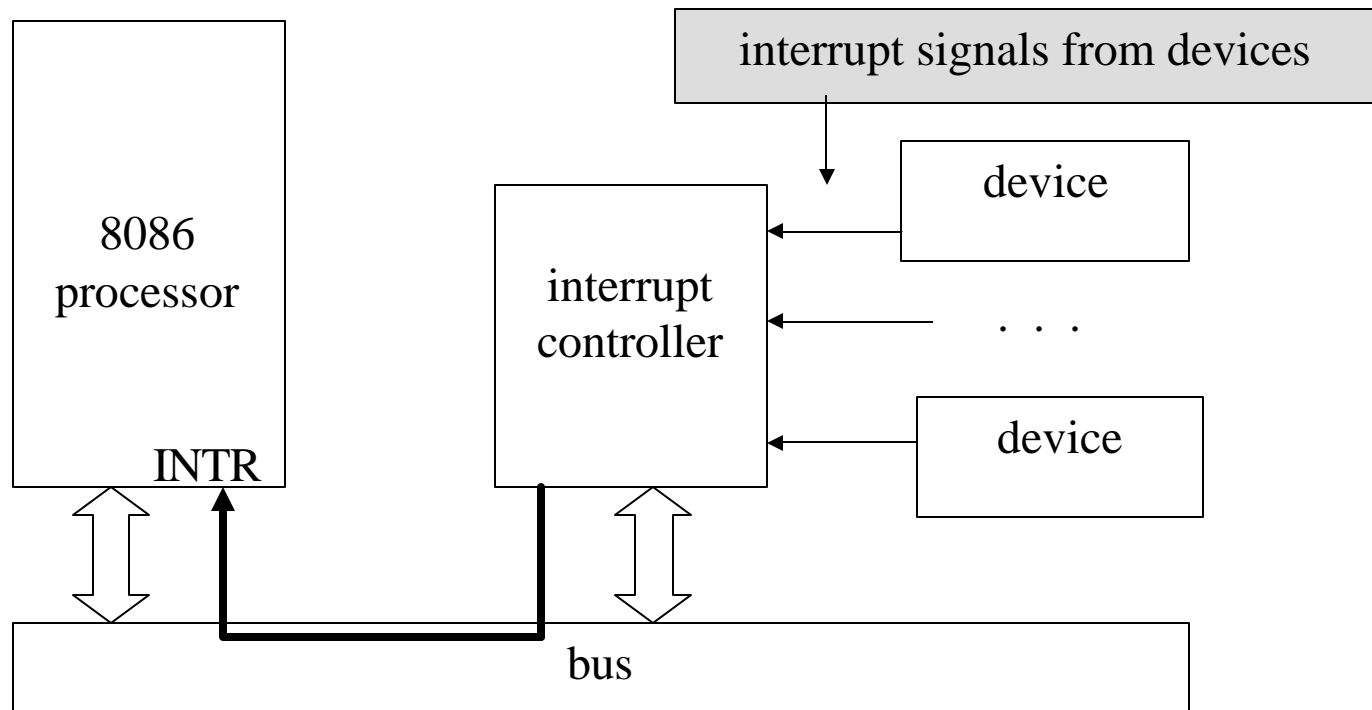 interrupt signals from devices
device
8086
processor
interrupt
controller
. . .
device
INTR
bus